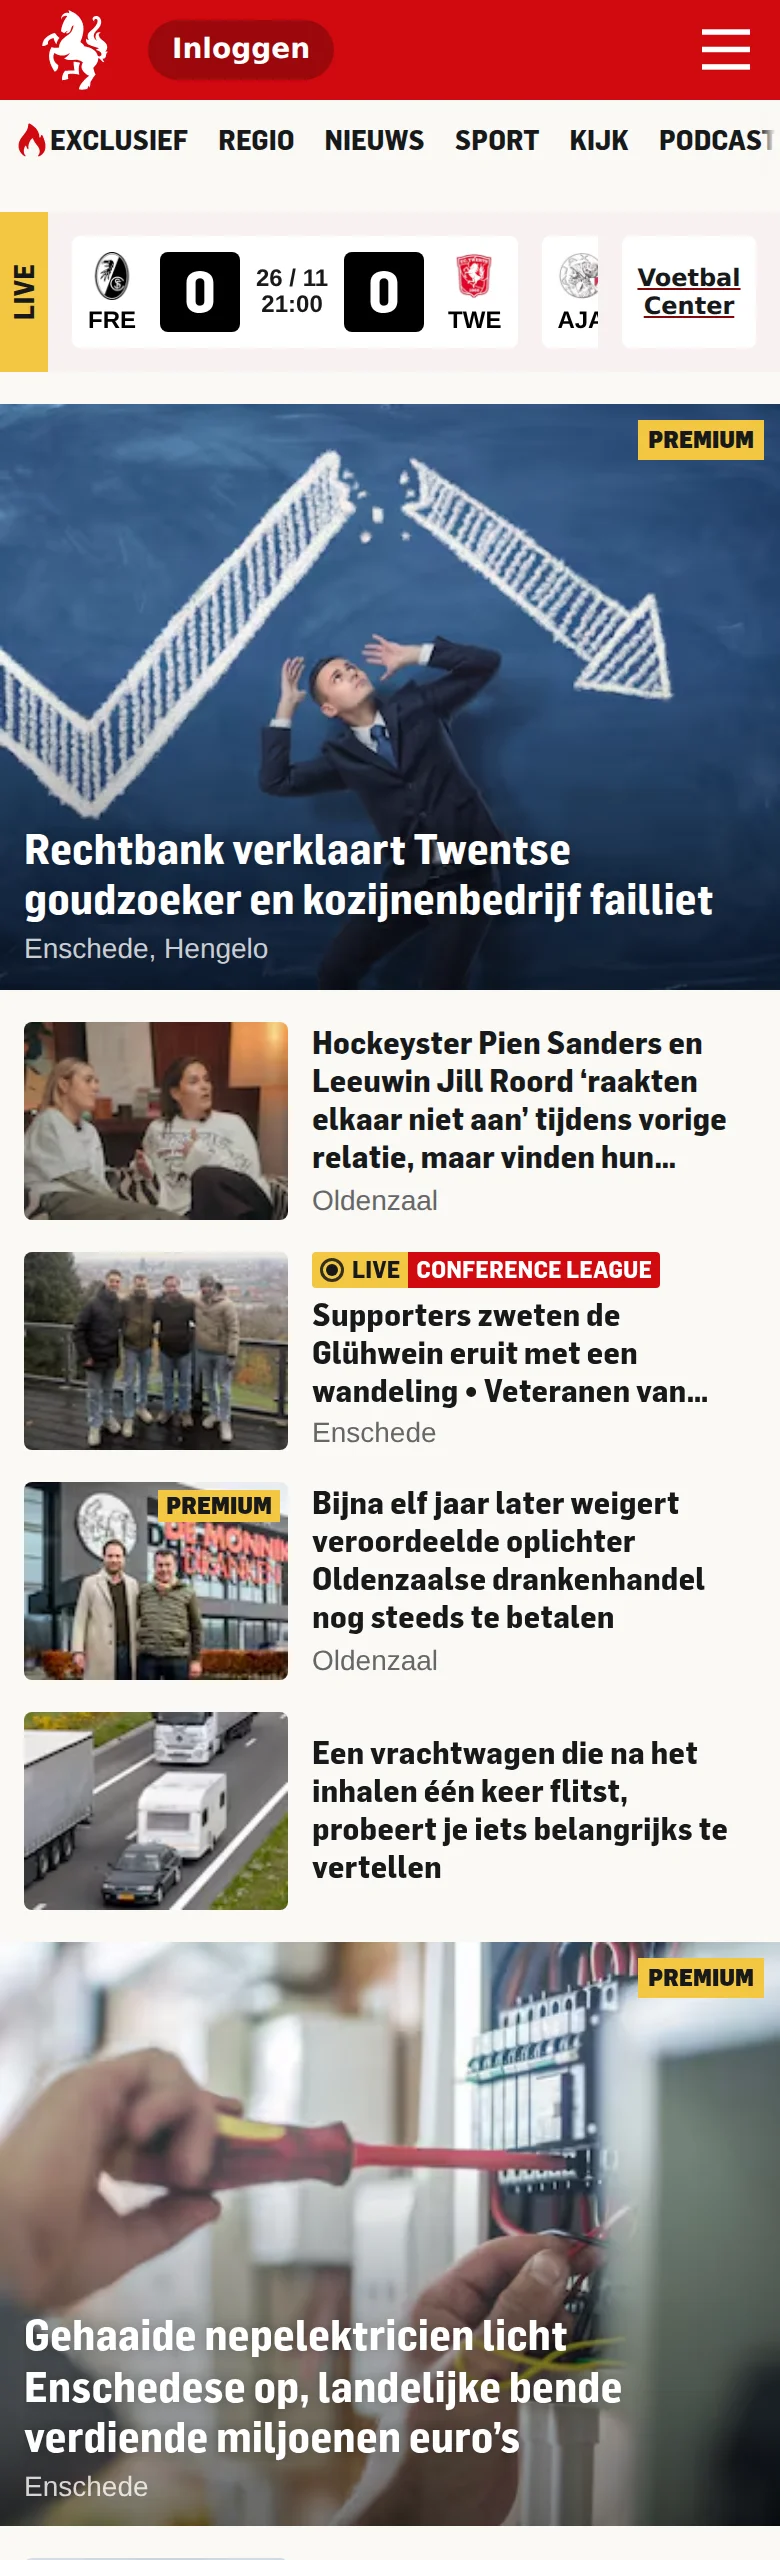 Inloggen
EXCLUSIEF REGIO NIEUWS SPORT KIJK PODCAST
LIVE
FRE
0
26 / 11
21:00
0
TWE
AJA
Voetbal
Center
PREMIUM
Rechtbank verklaart Twentse
goudzoeker en kozijnenbedrijf failliet
Enschede, Hengelo
Hockeyster Pien Sanders en
Leeuwin Jill Roord ‘raakten
elkaar niet aan’ tijdens vorige
relatie, maar vinden hun...
Oldenzaal
LIVE CONFERENCE LEAGUE
Supporters zweten de
Glühwein eruit met een
wandeling • Veteranen van...
Enschede
PREMIUM
Bijna elf jaar later weigert
veroordeelde oplichter
Oldenzaalse drankenhandel
nog steeds te betalen
Oldenzaal
Een vrachtwagen die na het
inhalen één keer flitst,
probeert je iets belangrijks te
vertellen
PREMIUM
Gehaaide nepelektricien licht
Enschedese op, landelijke bende
verdiende miljoenen euro’s
Enschede